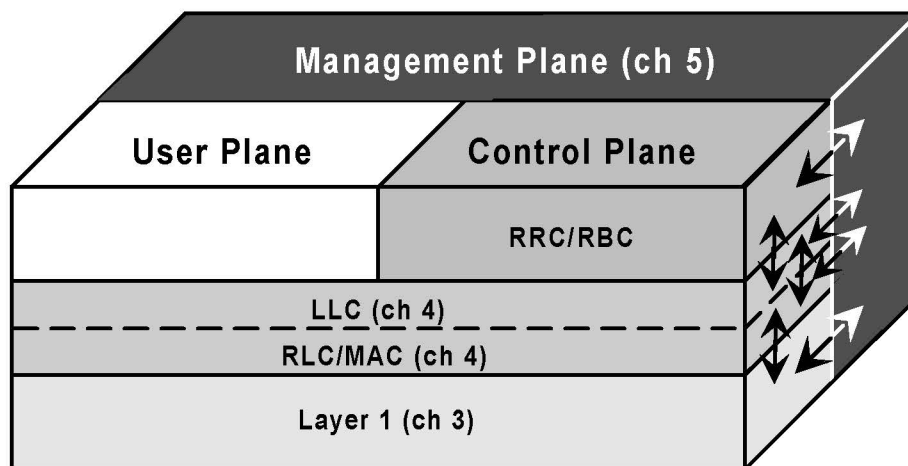 Management Plane (ch 5)
User Plane
Control Plane
RRC/RBC
LLC (ch 4)
RLC/MAC (ch 4)
Layer 1 (ch 3)